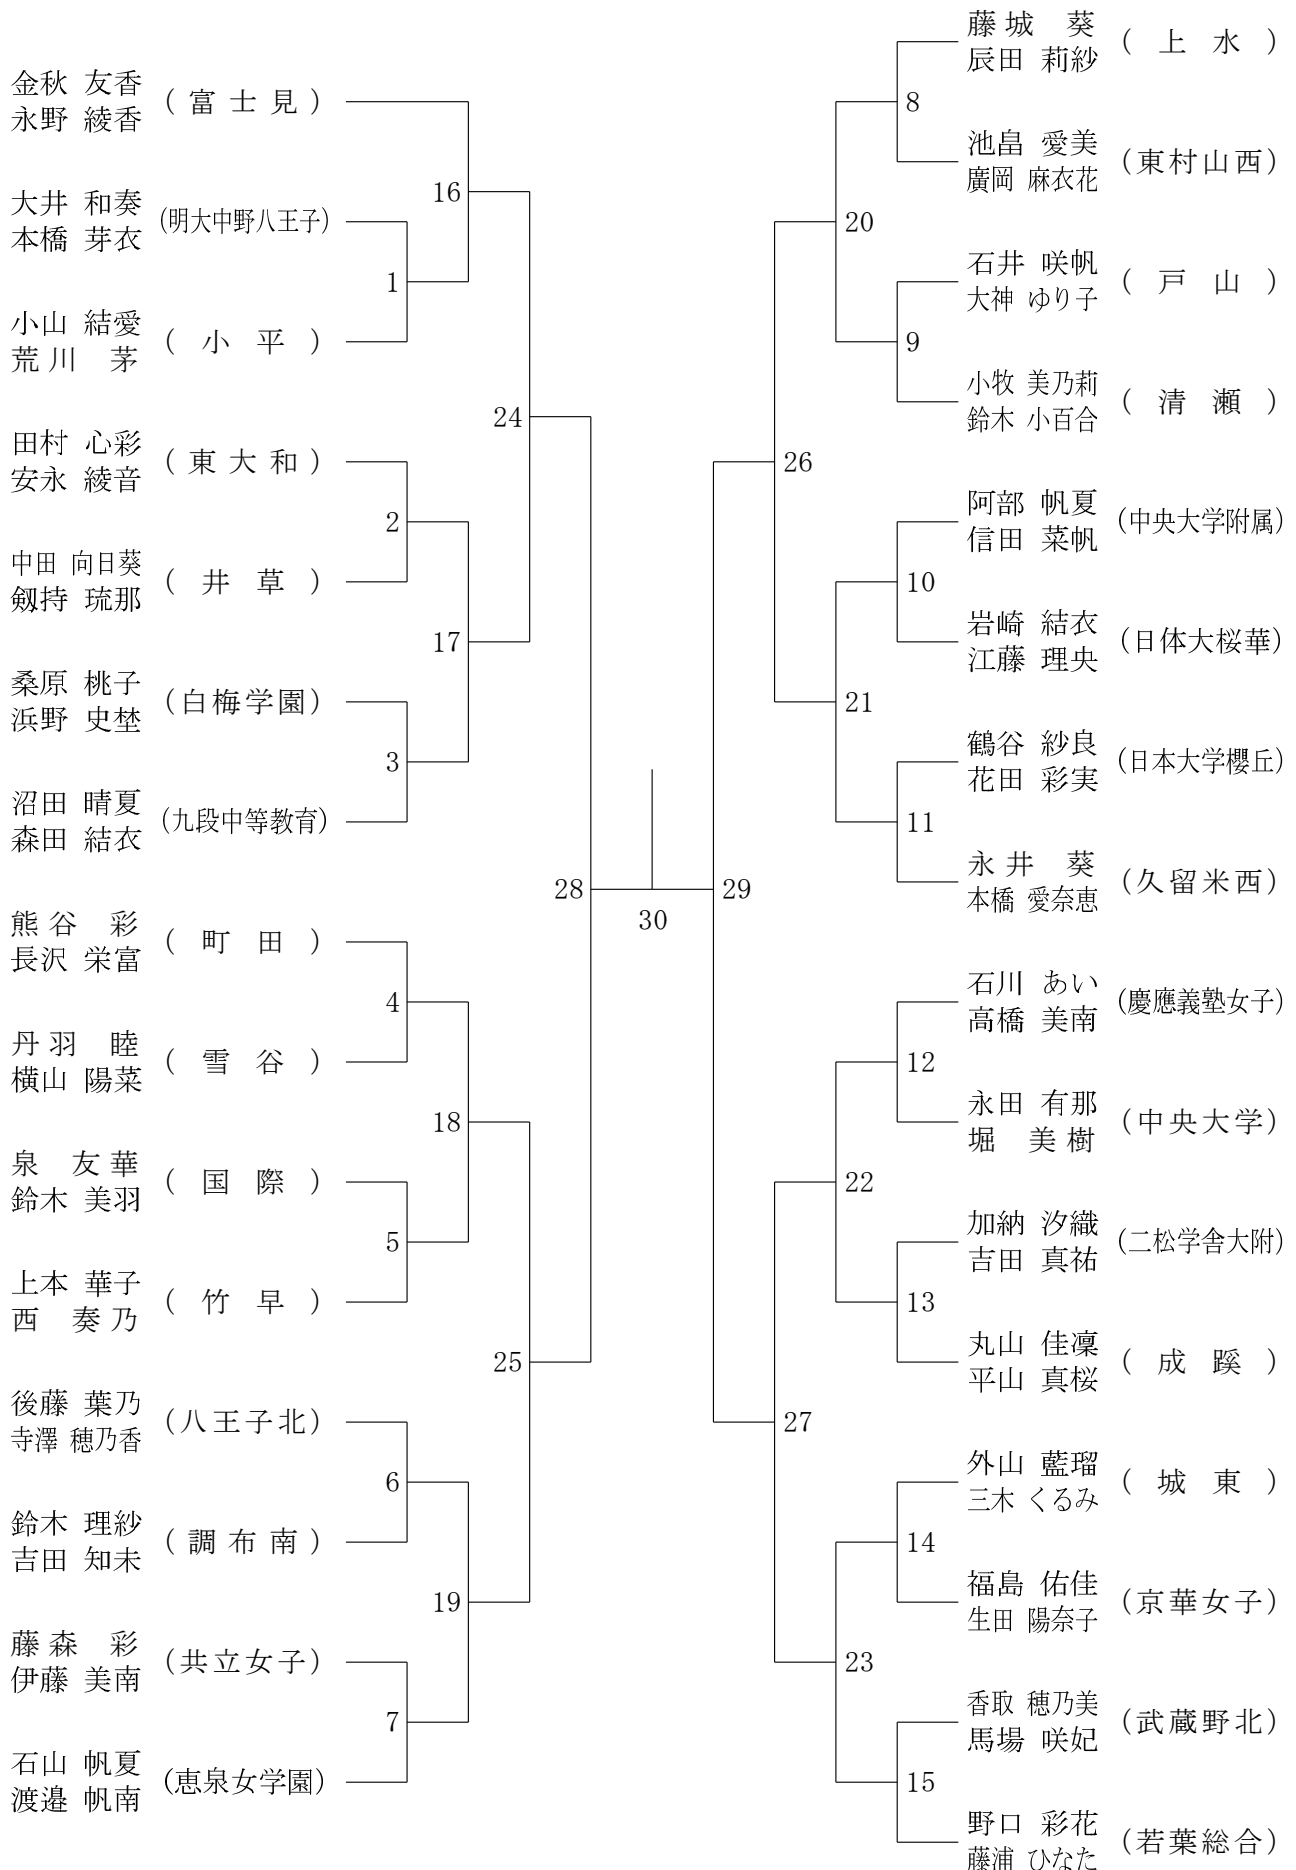 金秋 友香
永野 綾香
(富士見)
大井 和奏
本橋 芽衣
(明大中野八王子)
小山 結愛
荒川 茅
(小平)
田村 心彩
安永 綾音
(東大和)
中田 向日葵
剱持 琉那
(井草)
桑原 桃子
浜野 史埜
(白梅学園)
沼田 晴夏
森田 結衣
(九段中等教育)
熊谷 彩
長沢 栄富
(町田)
丹羽 睦
横山 陽菜
(雪谷)
泉 友華
鈴木 美羽
(国際)
上本 華子
西 奏乃
(竹早)
後藤 葉乃
寺澤 穂乃香
(八王子北)
鈴木 理紗
吉田 知未
(調布南)
藤森 彩
伊藤 美南
(共立女子)
石山 帆夏
渡邉 帆南
(恵泉女学園)
1
2
3
4
5
6
7
16
17
18
19
24
25
28
30
29
26
27
20
21
22
23
8
9
10
11
12
13
14
15
藤城 葵
辰田 莉紗
(上水)
池畠 愛美
廣岡 麻衣花
(東村山西)
石井 咲帆
大神 ゆり子
(戸山)
小牧 美乃莉
鈴木 小百合
(清瀬)
阿部 帆夏
信田 菜帆
(中央大学附属)
岩崎 結衣
江藤 理央
(日体大桜華)
鶴谷 紗良
花田 彩実
(日本大学櫻丘)
永井 葵
本橋 愛奈恵
(久留米西)
石川 あい
高橋 美南
(慶應義塾女子)
永田 有那
堀 美樹
(中央大学)
加納 汐織
吉田 真祐
(二松学舎大附)
丸山 佳凜
平山 真桜
(成蹊)
外山 藍瑠
三木 くるみ
(城東)
福島 佑佳
生田 陽奈子
(京華女子)
香取 穂乃美
馬場 咲妃
(武蔵野北)
野口 彩花
藤浦 ひなた
(若葉総合)